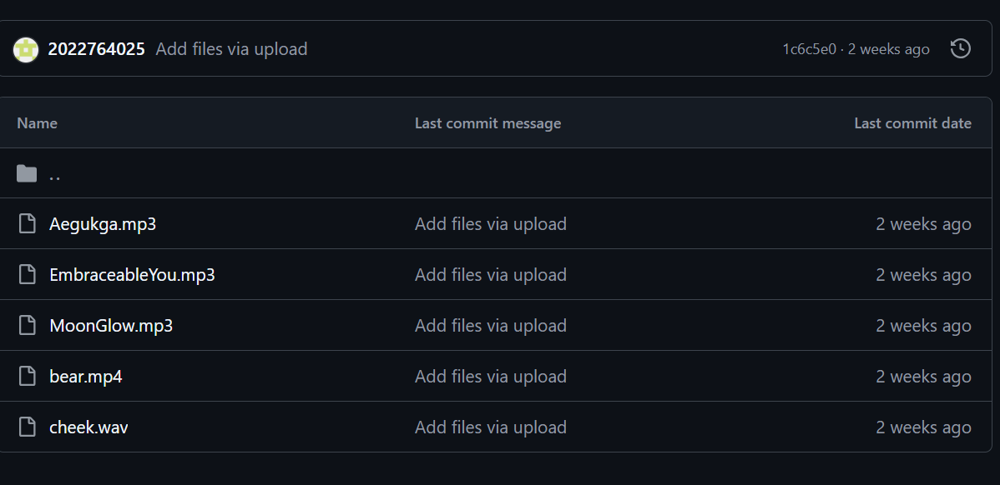 2022764025 Add files via upload 1c6c5e0 · 2 weeks ago
Name Last commit message Last commit date
..
Aegukga.mp3 Add files via upload 2 weeks ago
EmbraceableYou.mp3 Add files via upload 2 weeks ago
MoonGlow.mp3 Add files via upload 2 weeks ago
bear.mp4 Add files via upload 2 weeks ago
cheek.wav Add files via upload 2 weeks ago